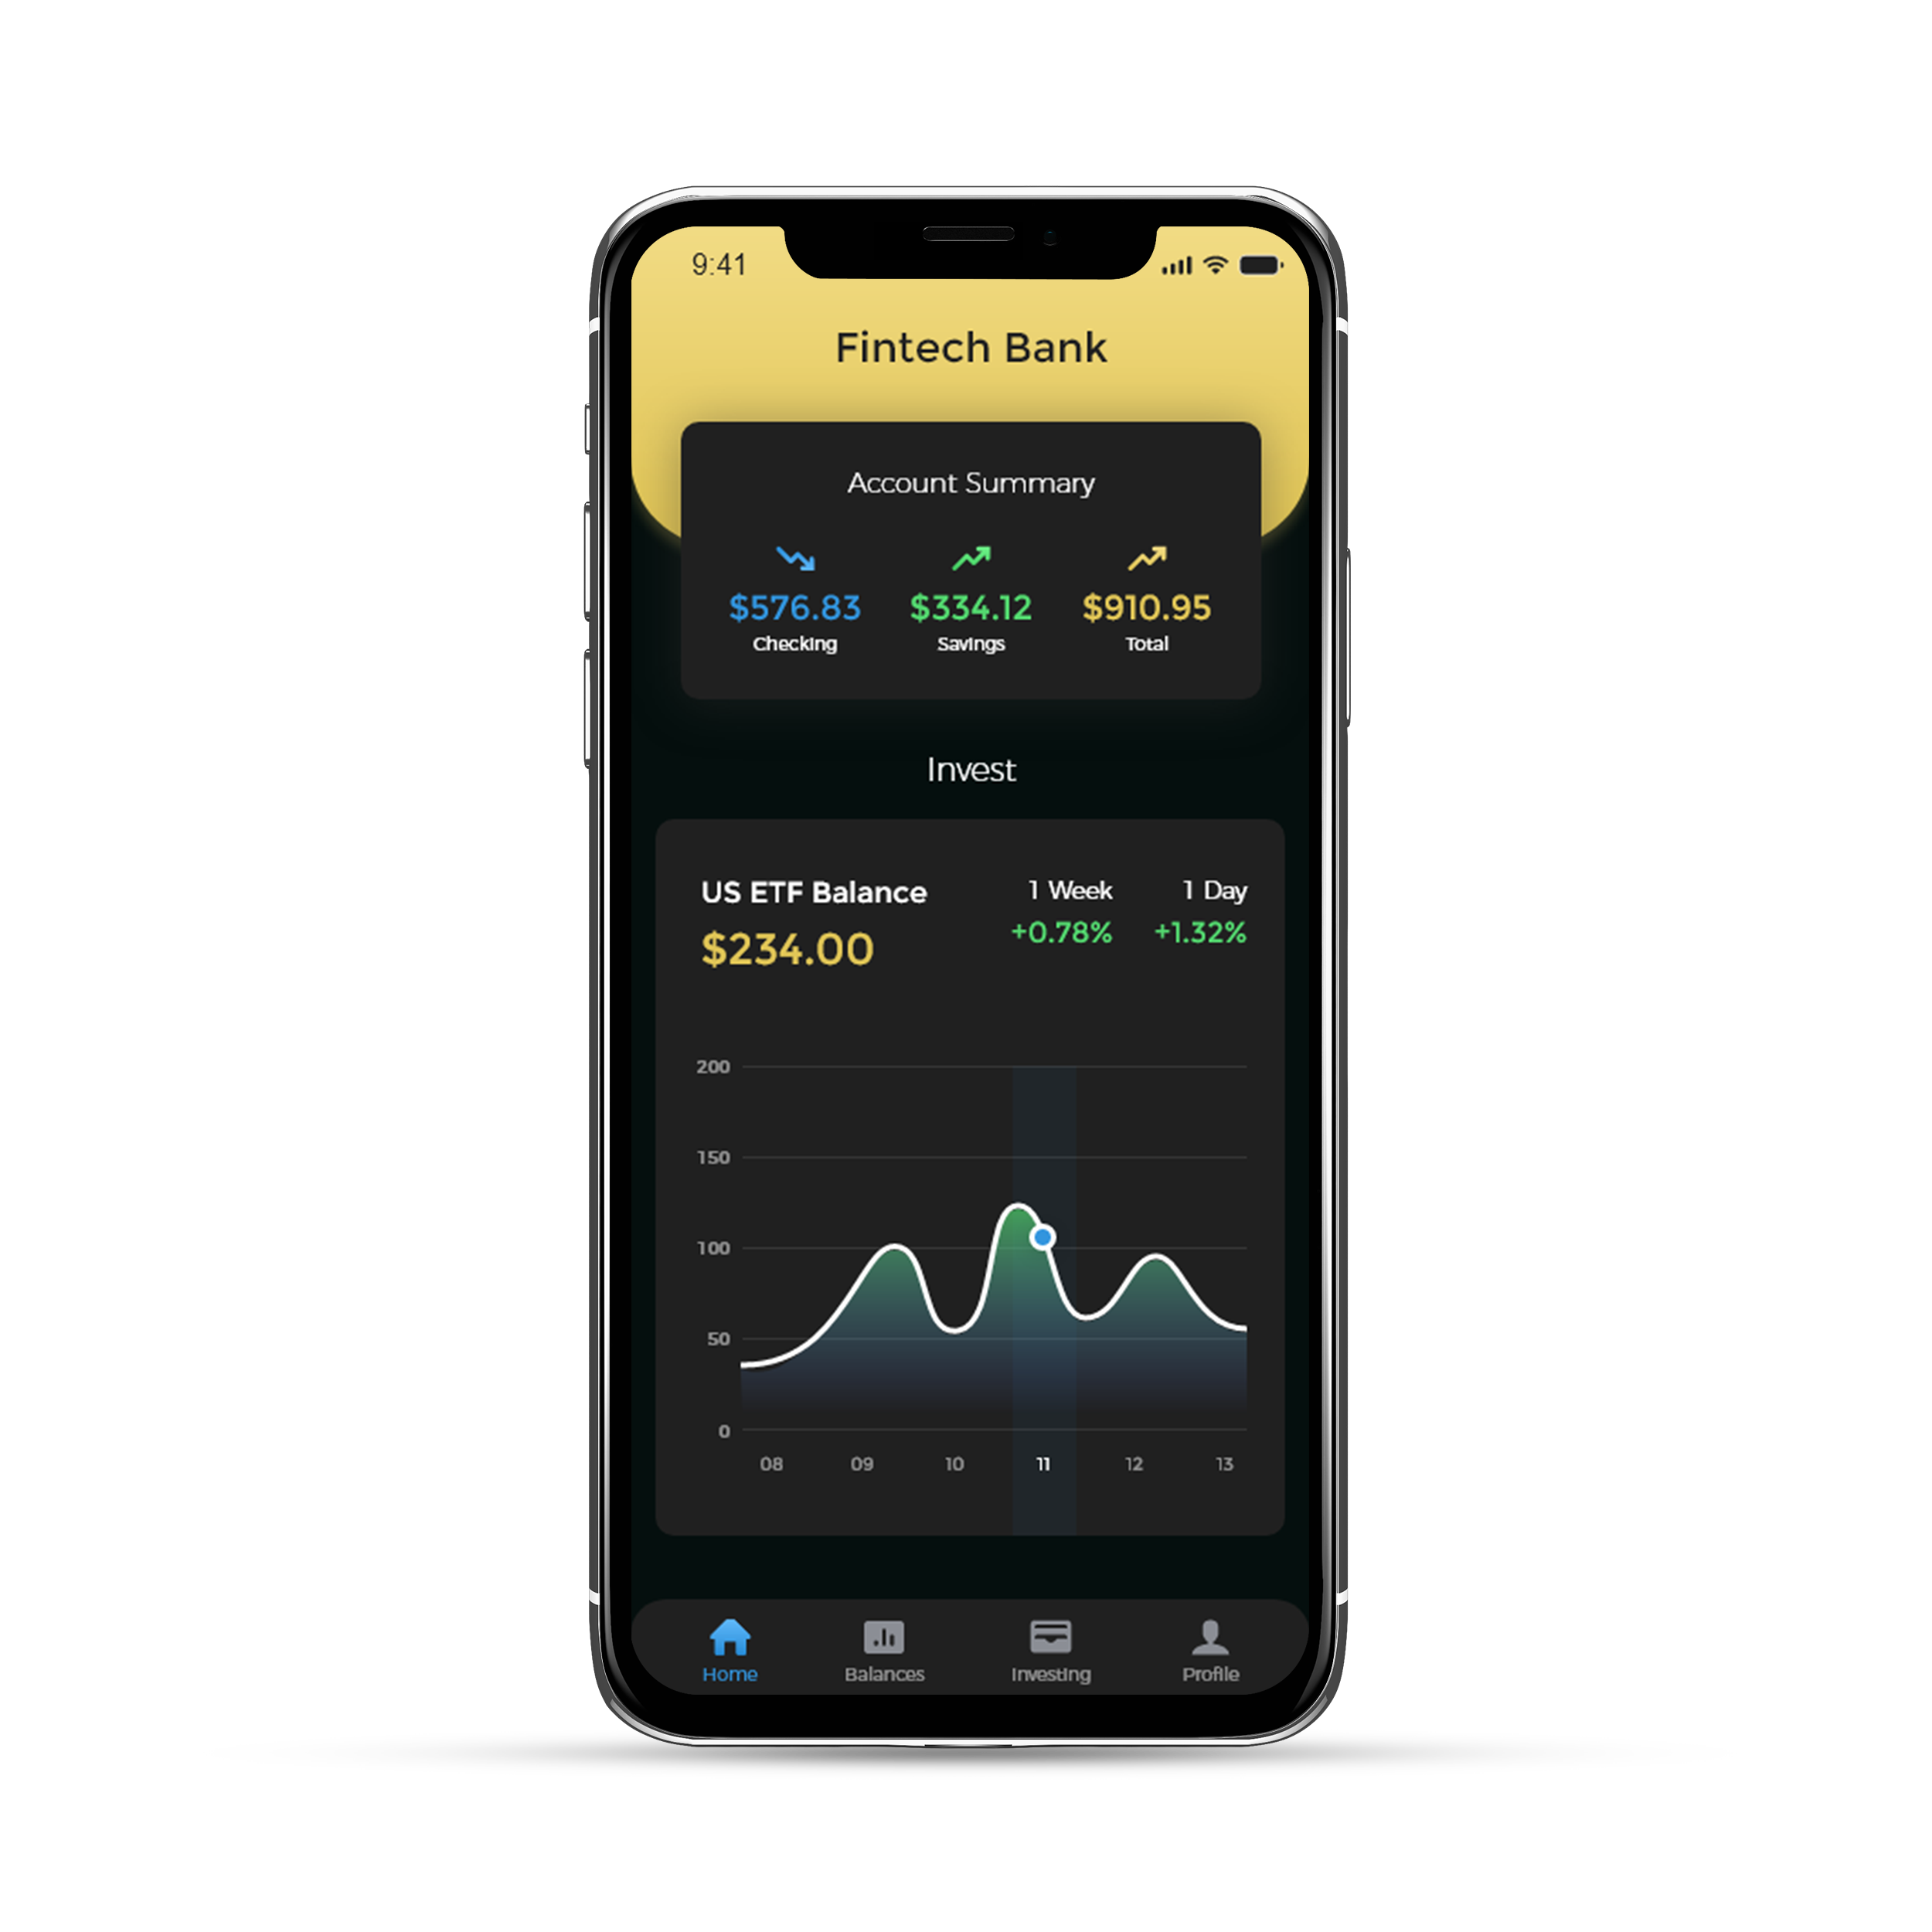 9:41
Fintech Bank
Account Summary
$576.83 $334.12 $910.95
Checking Savings Total
Invest
US ETF Balance 1 Week 1 Day
$234.00 +0.78% +1.32%
200
150
100
50
0
08 09 10 11 12 13
Home Balances Investing Profile